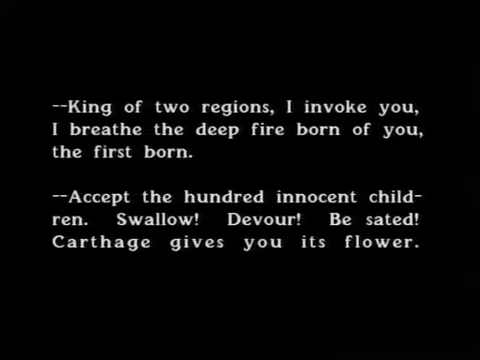 --King of two regions, I invoke you,
I breathe the deep fire born of you,
the first born.
--Accept the hundred innocent child-
ren. Swallow! Devour! Be sated!
Carthage gives you its flower.